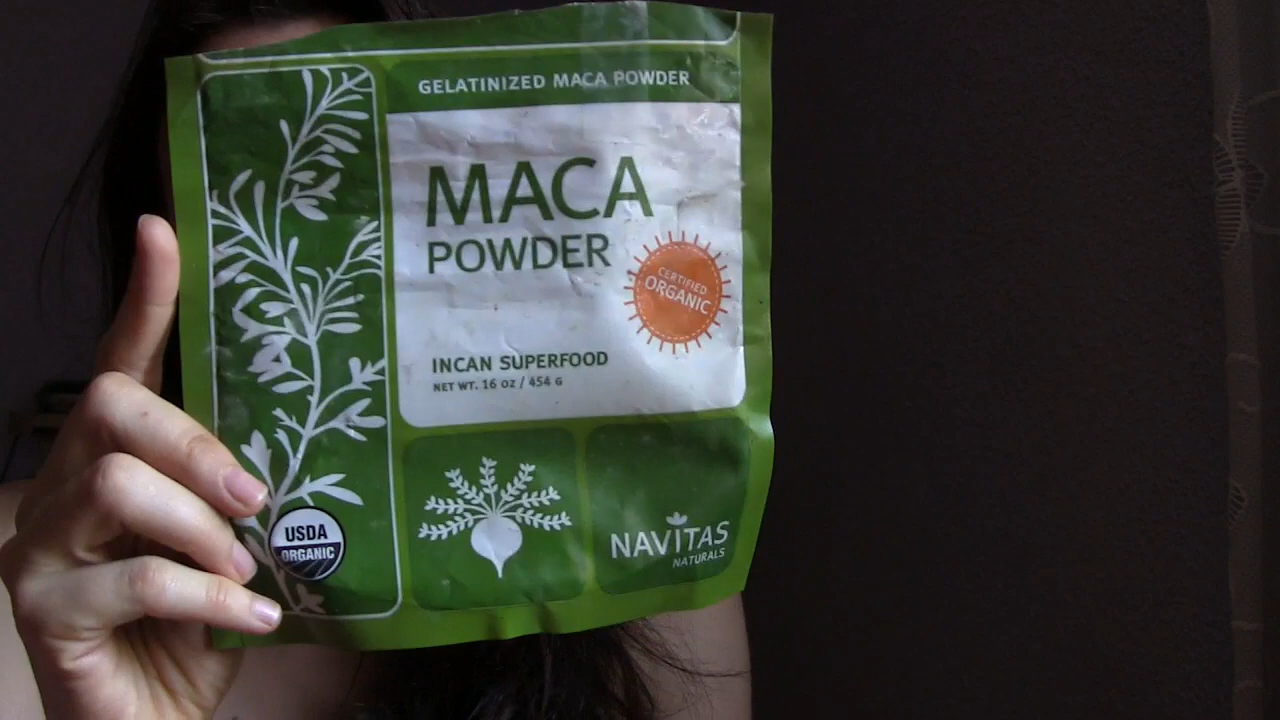 GELATINIZED MACA POWDER
MACA
POWDER
CERTIFIED
ORGANIC
INCAN SUPERFOOD
NET WT. 16 OZ / 454 G
USDA
ORGANIC
NAVITAS
NATURALS